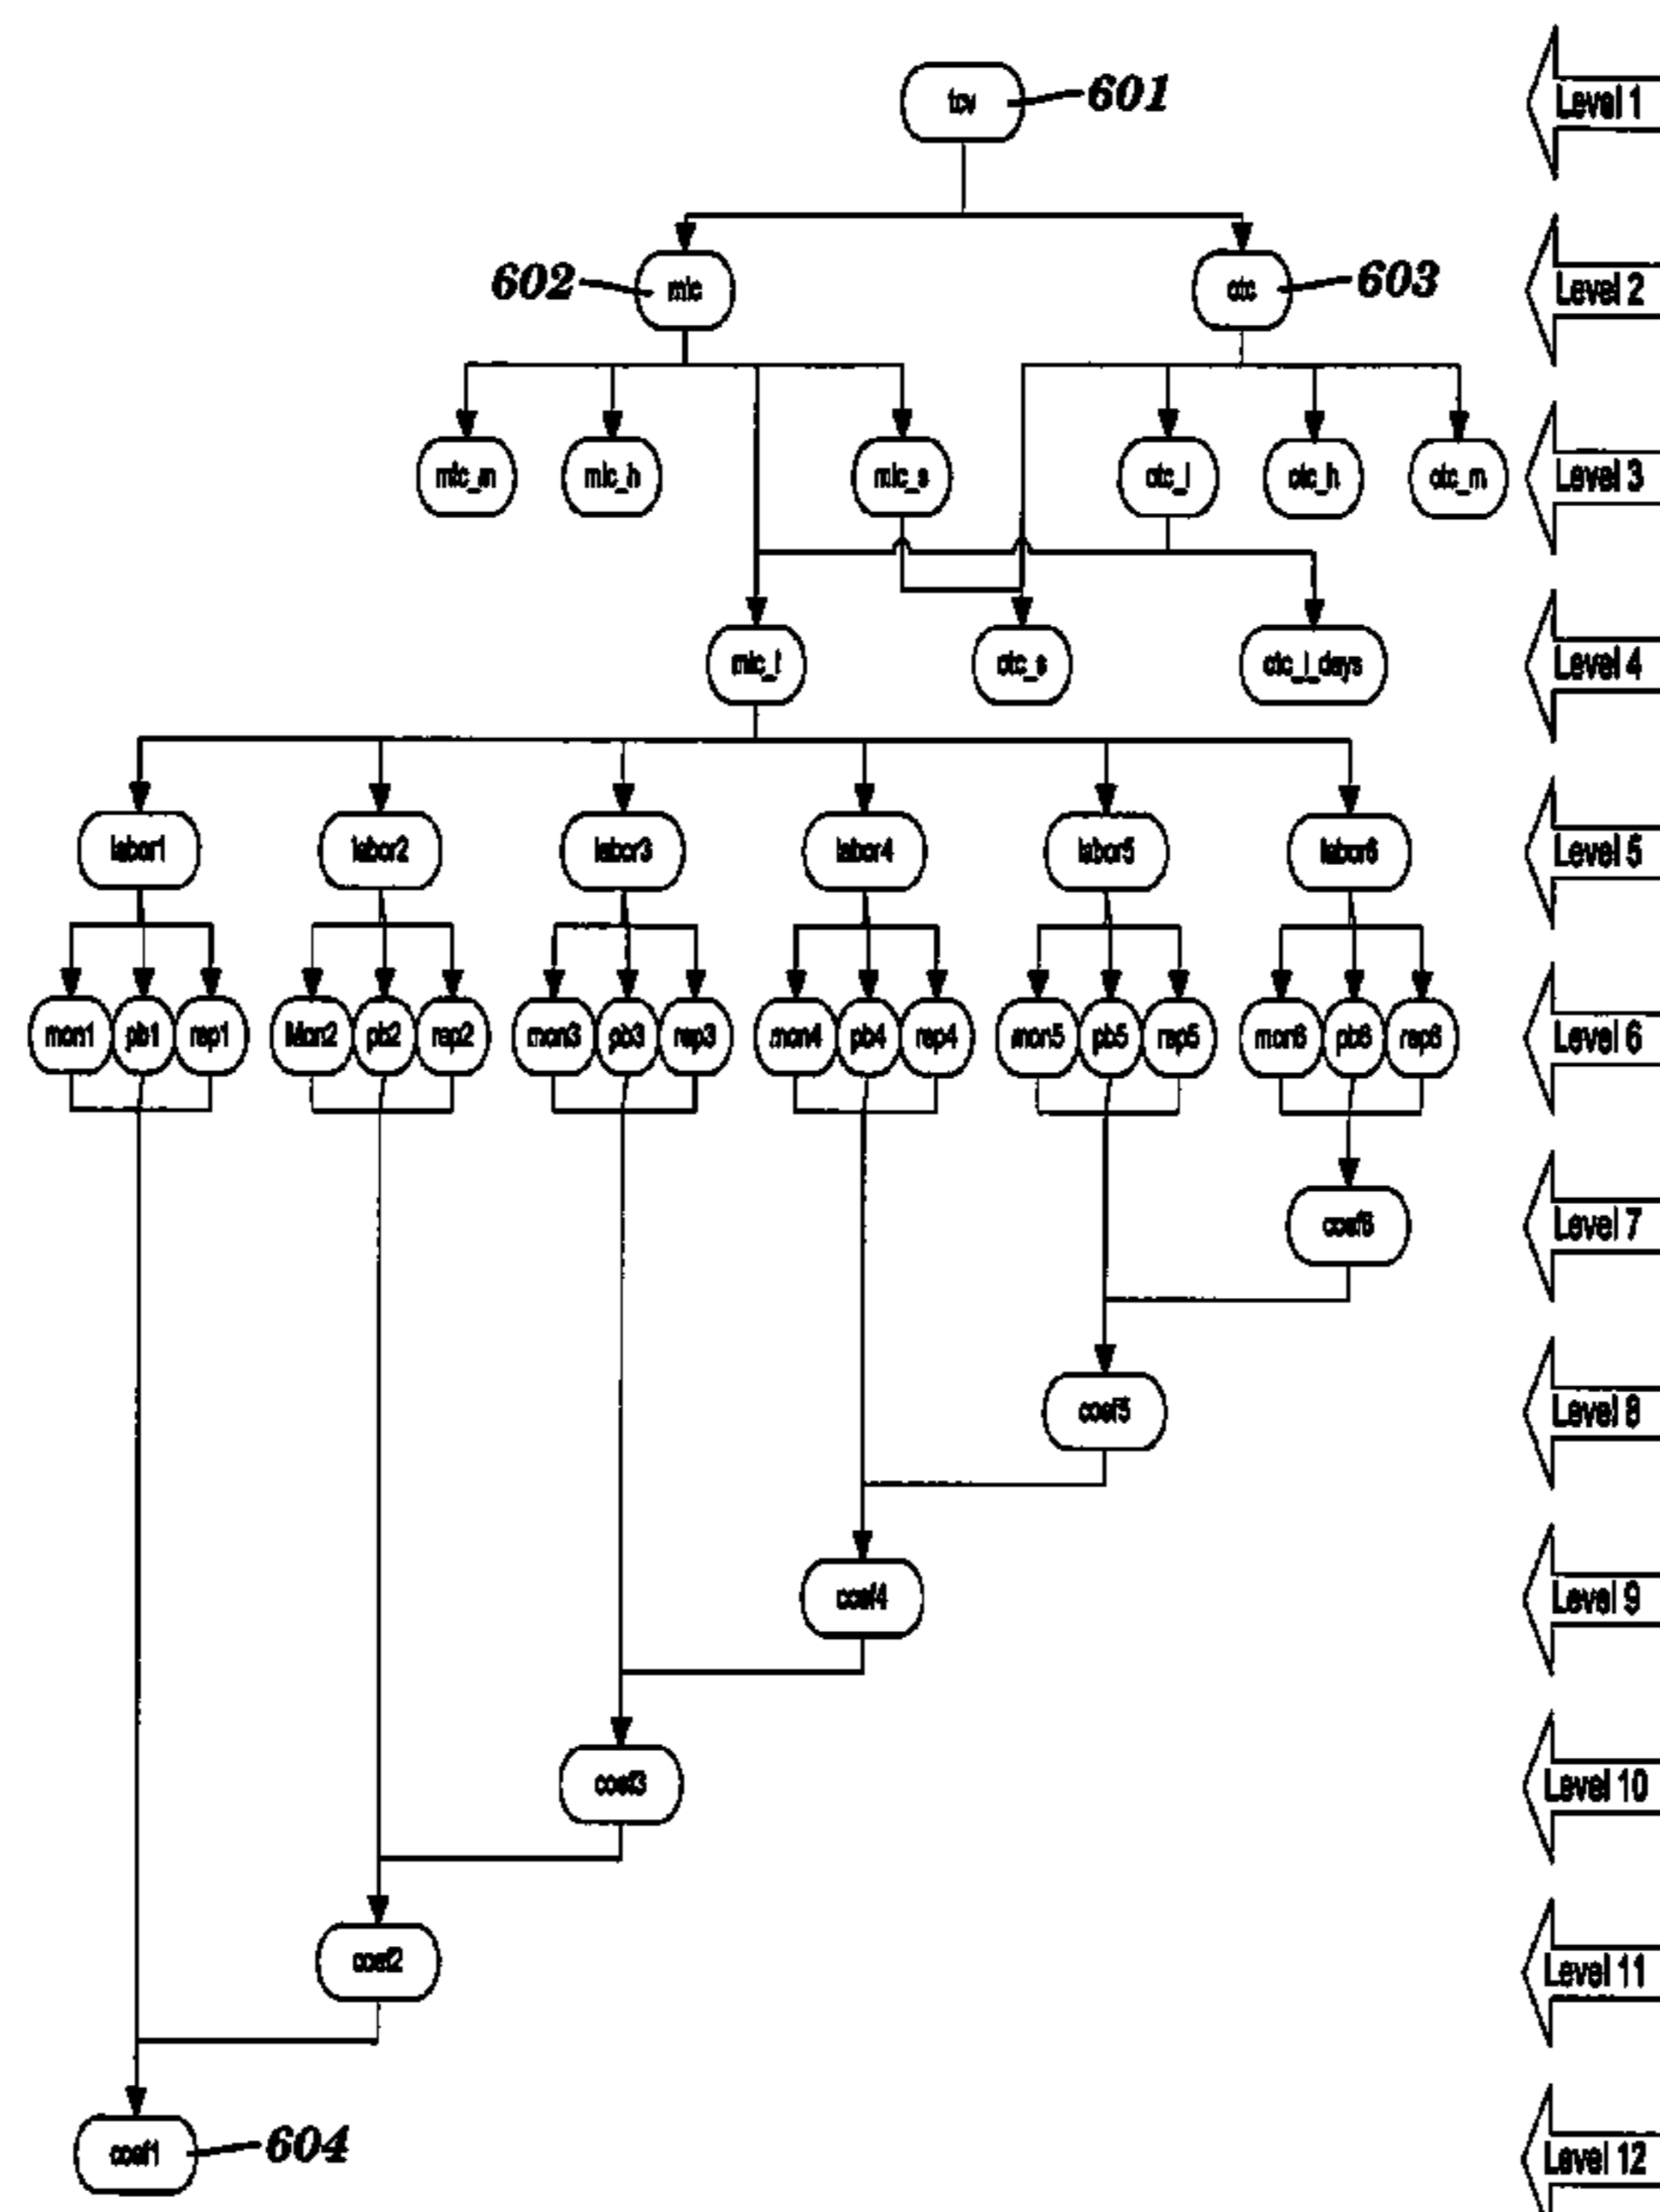 tcv
601
Level 1
602
mlc
otc
603
Level 2
mlc_m
mlc_h
mlc_s
otc_l
otc_h
otc_m
Level 3
mlc_l
otc_s
otc_l_days
Level 4
labor1
labor2
labor3
labor4
labor5
labor6
Level 5
mon1
pb1
rep1
Mon2
pb2
rep2
mon3
pb3
rep3
mon4
pb4
rep4
mon5
pb5
rep5
mon6
pb6
rep6
Level 6
coef6
Level 7
coef5
Level 8
coef4
Level 9
coef3
Level 10
coef2
Level 11
coef1
604
Level 12